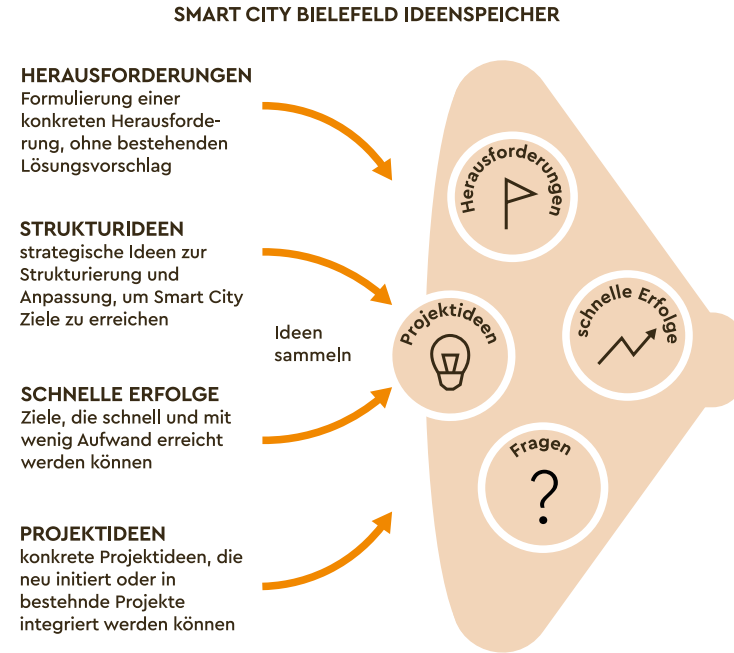 SMART CITY BIELEFELD IDEENSPEICHER
HERAUSFORDERUNGEN
Formulierung einer
konkreten Herausforde-
rung, ohne bestehenden
Lösungsvorschlag
STRUKTURIDEEN
strategische Ideen zur
Strukturierung und
Anpassung, um Smart City
Ziele zu erreichen
Ideen
sammeln
SCHNELLE ERFOLGE
Ziele, die schnell und mit
wenig Aufwand erreicht
werden können
PROJEKTIDEEN
konkrete Projektideen, die
neu initiert oder in
bestehnde Projekte
integriert werden können
Herausforderungen
Projektideen
schnelle Erfolge
Fragen
?